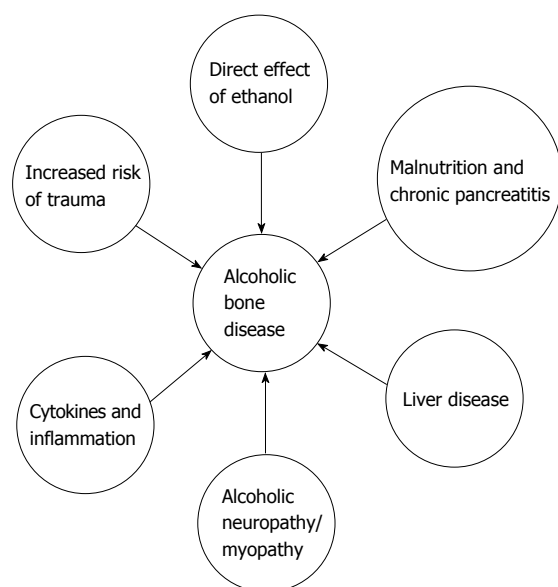 Direct effect
of ethanol
Malnutrition and
chronic pancreatitis
Increased risk
of trauma
Alcoholic
bone
disease
Liver disease
Cytokines and
inflammation
Alcoholic
neuropathy/
myopathy